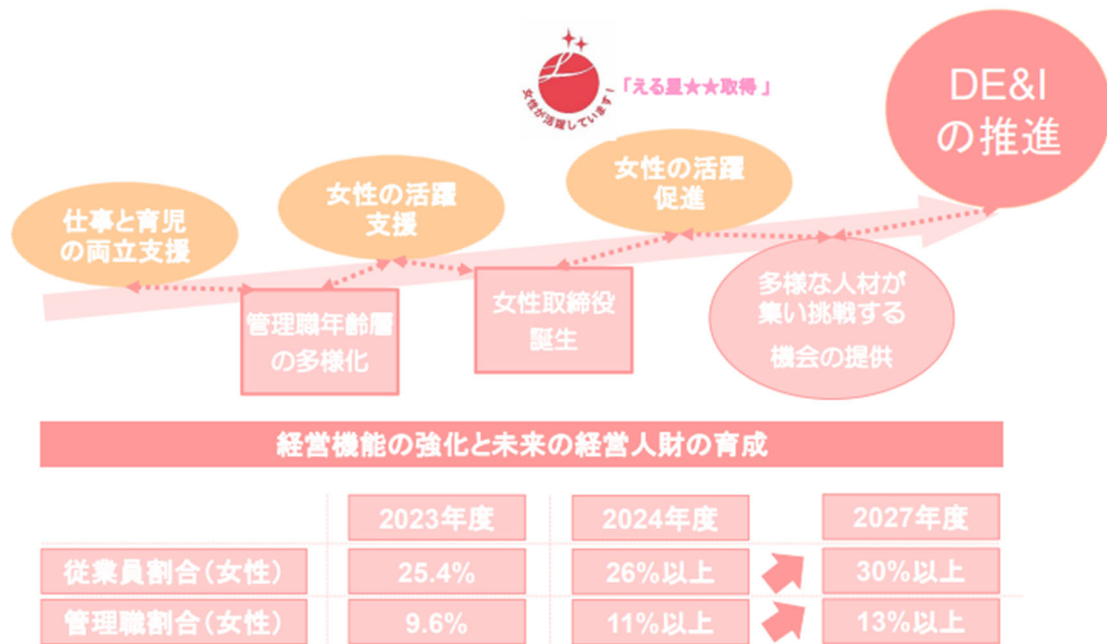 女性が活躍しています!
「える星★★取得 」
DE&I
の推進
女性の活躍
促進
女性の活躍
支援
仕事と育児
の両立支援
管理職年齢層
の多様化
女性取締役
誕生
多様な人材が
集い挑戦する
機会の提供
経営機能の強化と未来の経営人財の育成
2023年度 2024年度 2027年度
従業員割合(女性) 25.4% 26%以上 30%以上
管理職割合(女性) 9.6% 11%以上 13%以上